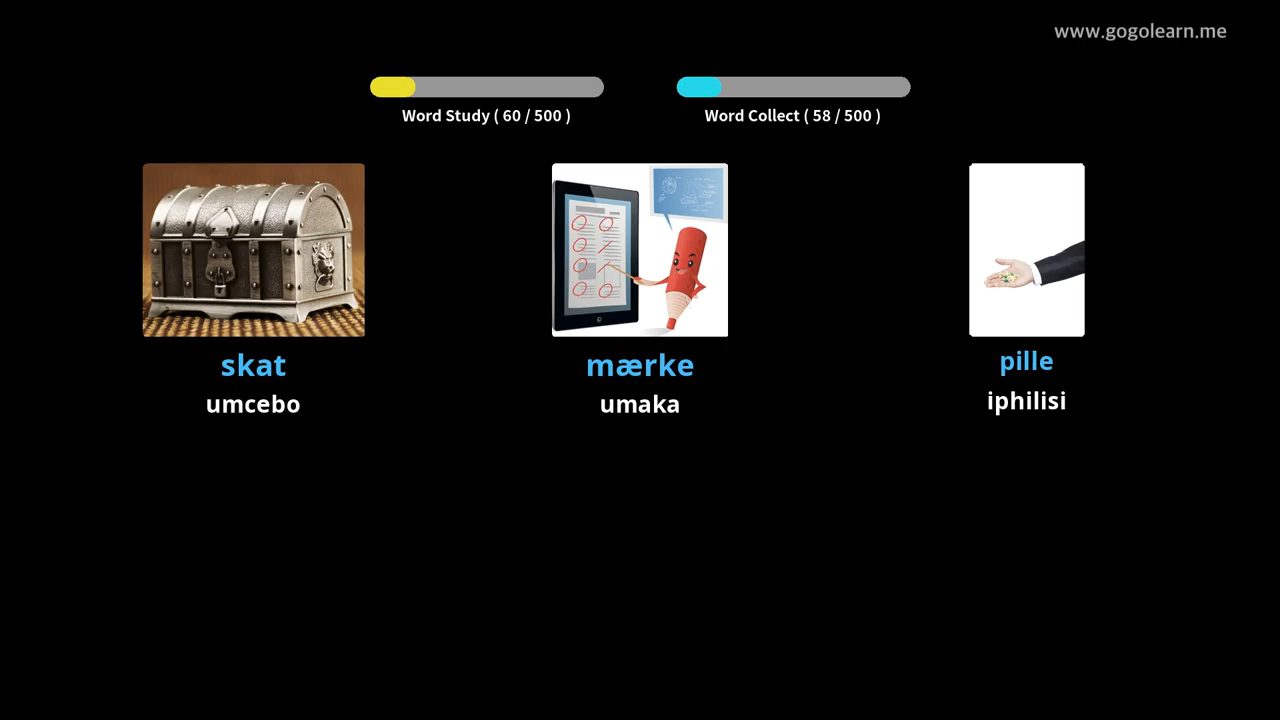 www.gogolearn.me
Word Study ( 60 / 500 )
Word Collect ( 58 / 500 )
skat
umcebo
mærke
umaka
pille
iphilisi